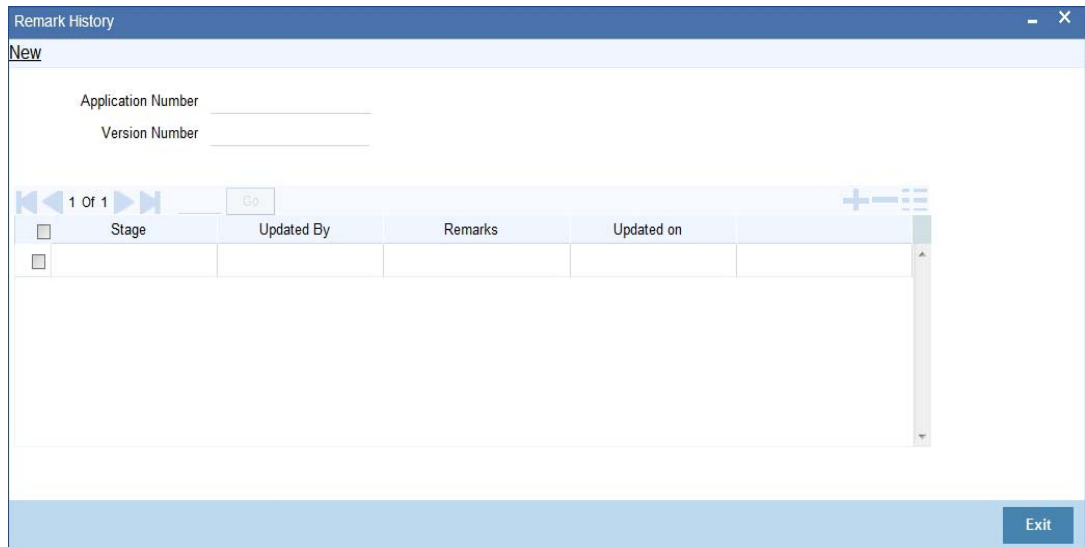 Remark History
New
Application Number
Version Number
1 Of 1 Go
Stage Updated By Remarks Updated on
Exit